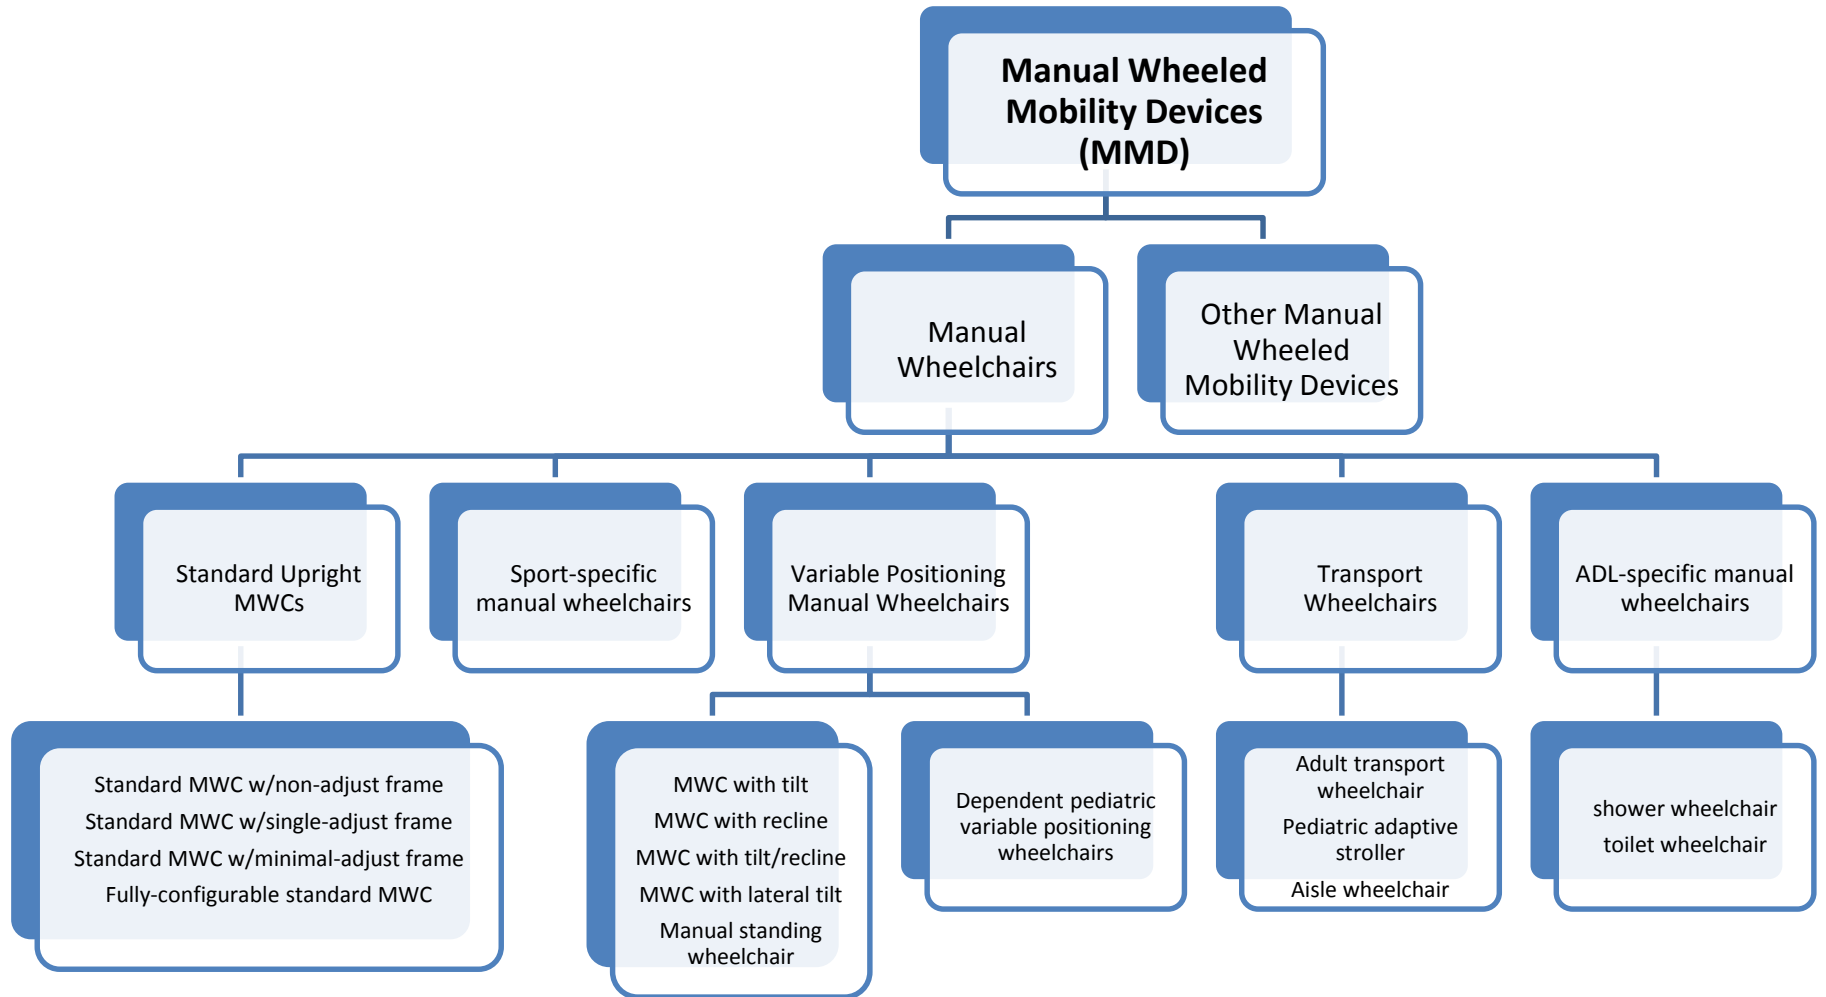 Manual Wheeled
Mobility Devices
(MMD)
Manual
Wheelchairs
Other Manual
Wheeled
Mobility Devices
Standard Upright
MWCs
Sport-specific
manual wheelchairs
Variable Positioning
Manual Wheelchairs
Transport
Wheelchairs
ADL-specific manual
wheelchairs
Standard MWC w/non-adjust frame
Standard MWC w/single-adjust frame
Standard MWC w/minimal-adjust frame
Fully-configurable standard MWC
MWC with tilt
MWC with recline
MWC with tilt/recline
MWC with lateral tilt
Manual standing
wheelchair
Dependent pediatric
variable positioning
wheelchairs
Adult transport
wheelchair
Pediatric adaptive
stroller
Aisle wheelchair
shower wheelchair
toilet wheelchair